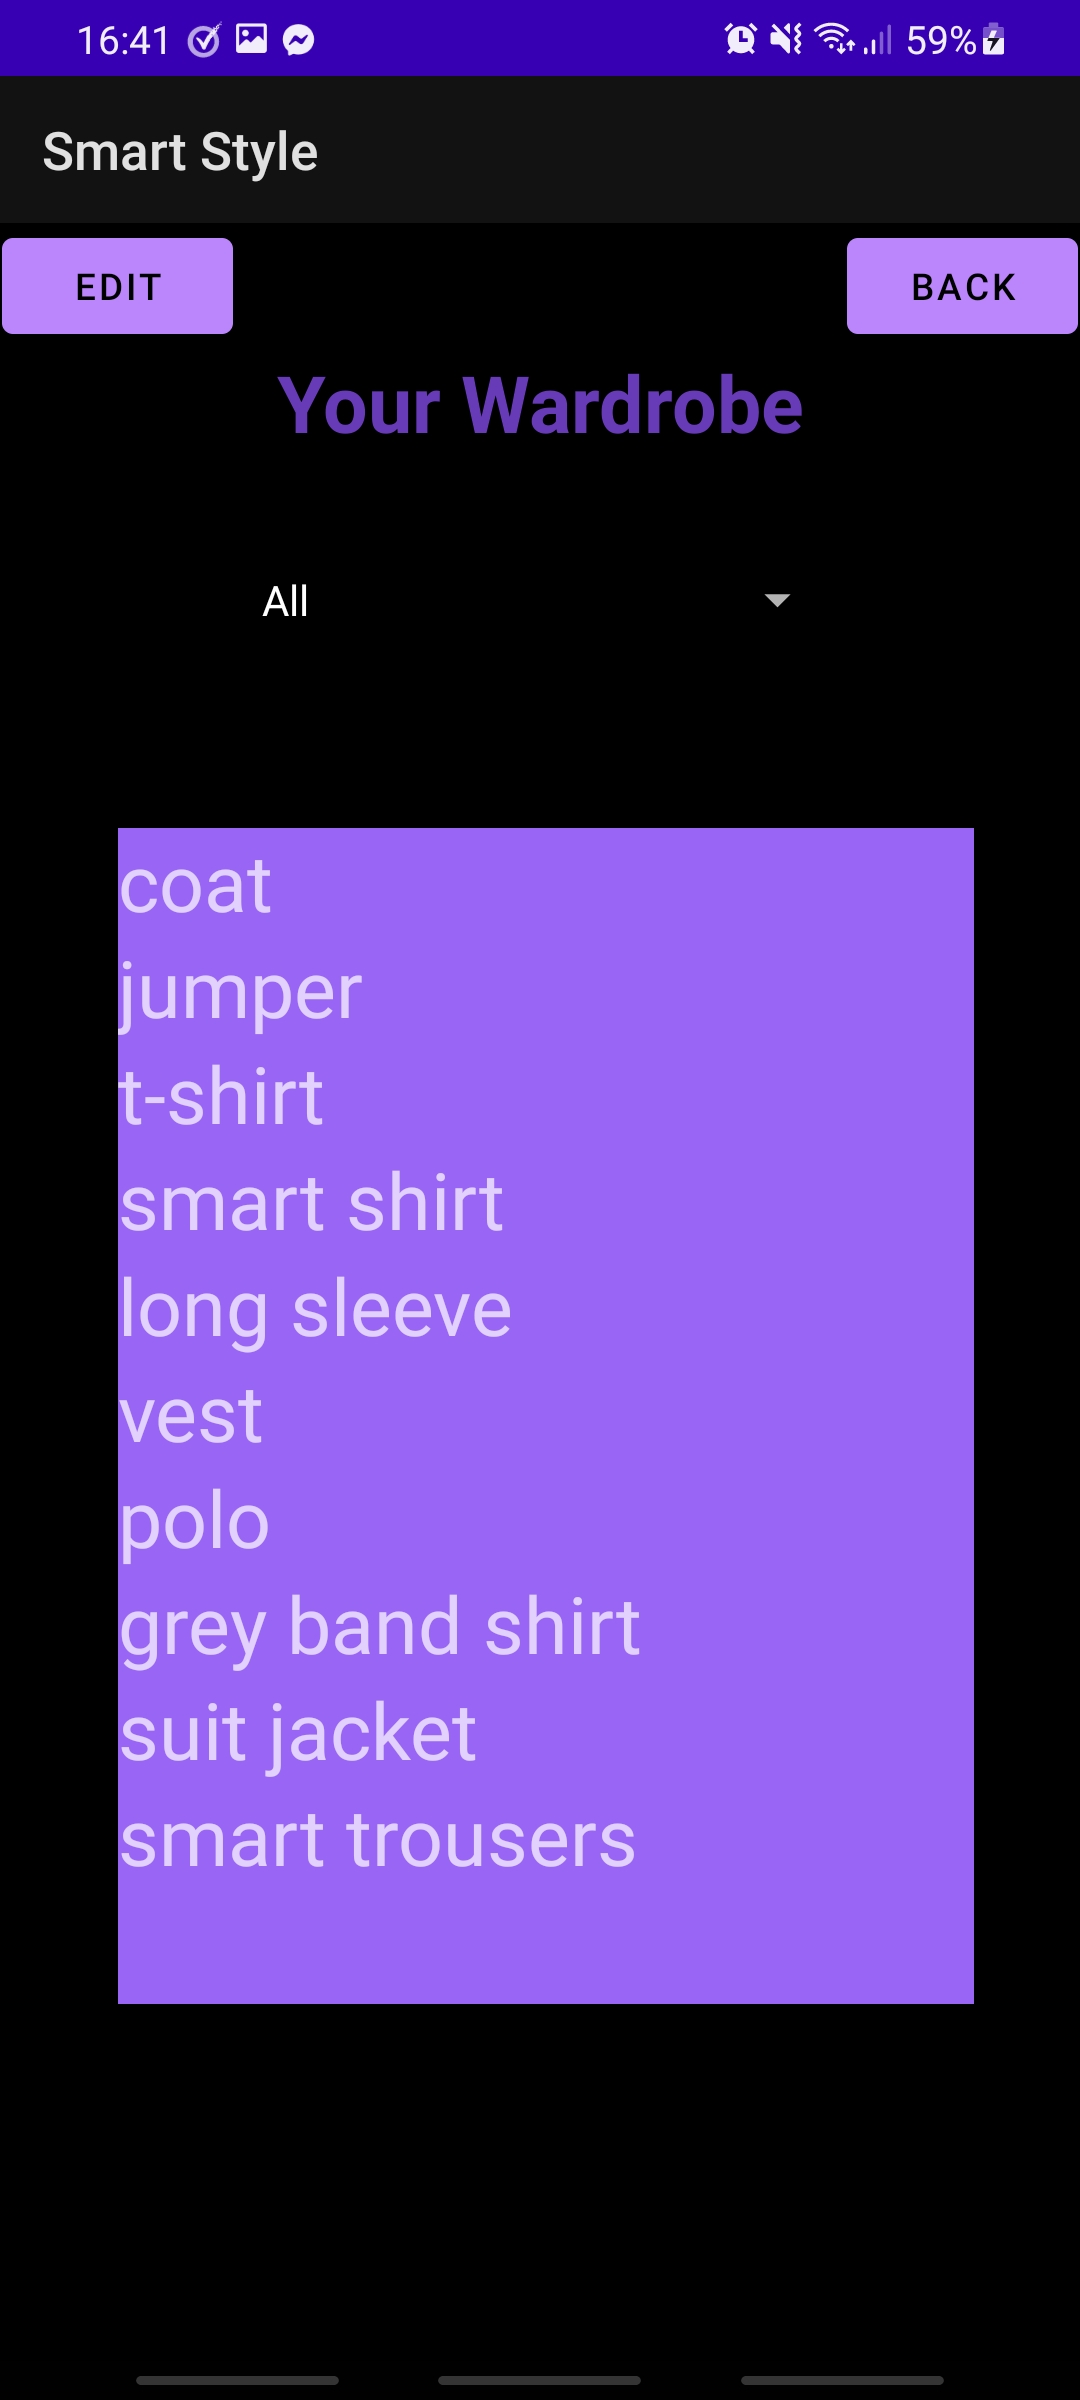 16:41 59%
Smart Style
EDIT BACK
Your Wardrobe
All
coat
jumper
t-shirt
smart shirt
long sleeve
vest
polo
grey band shirt
suit jacket
smart trousers